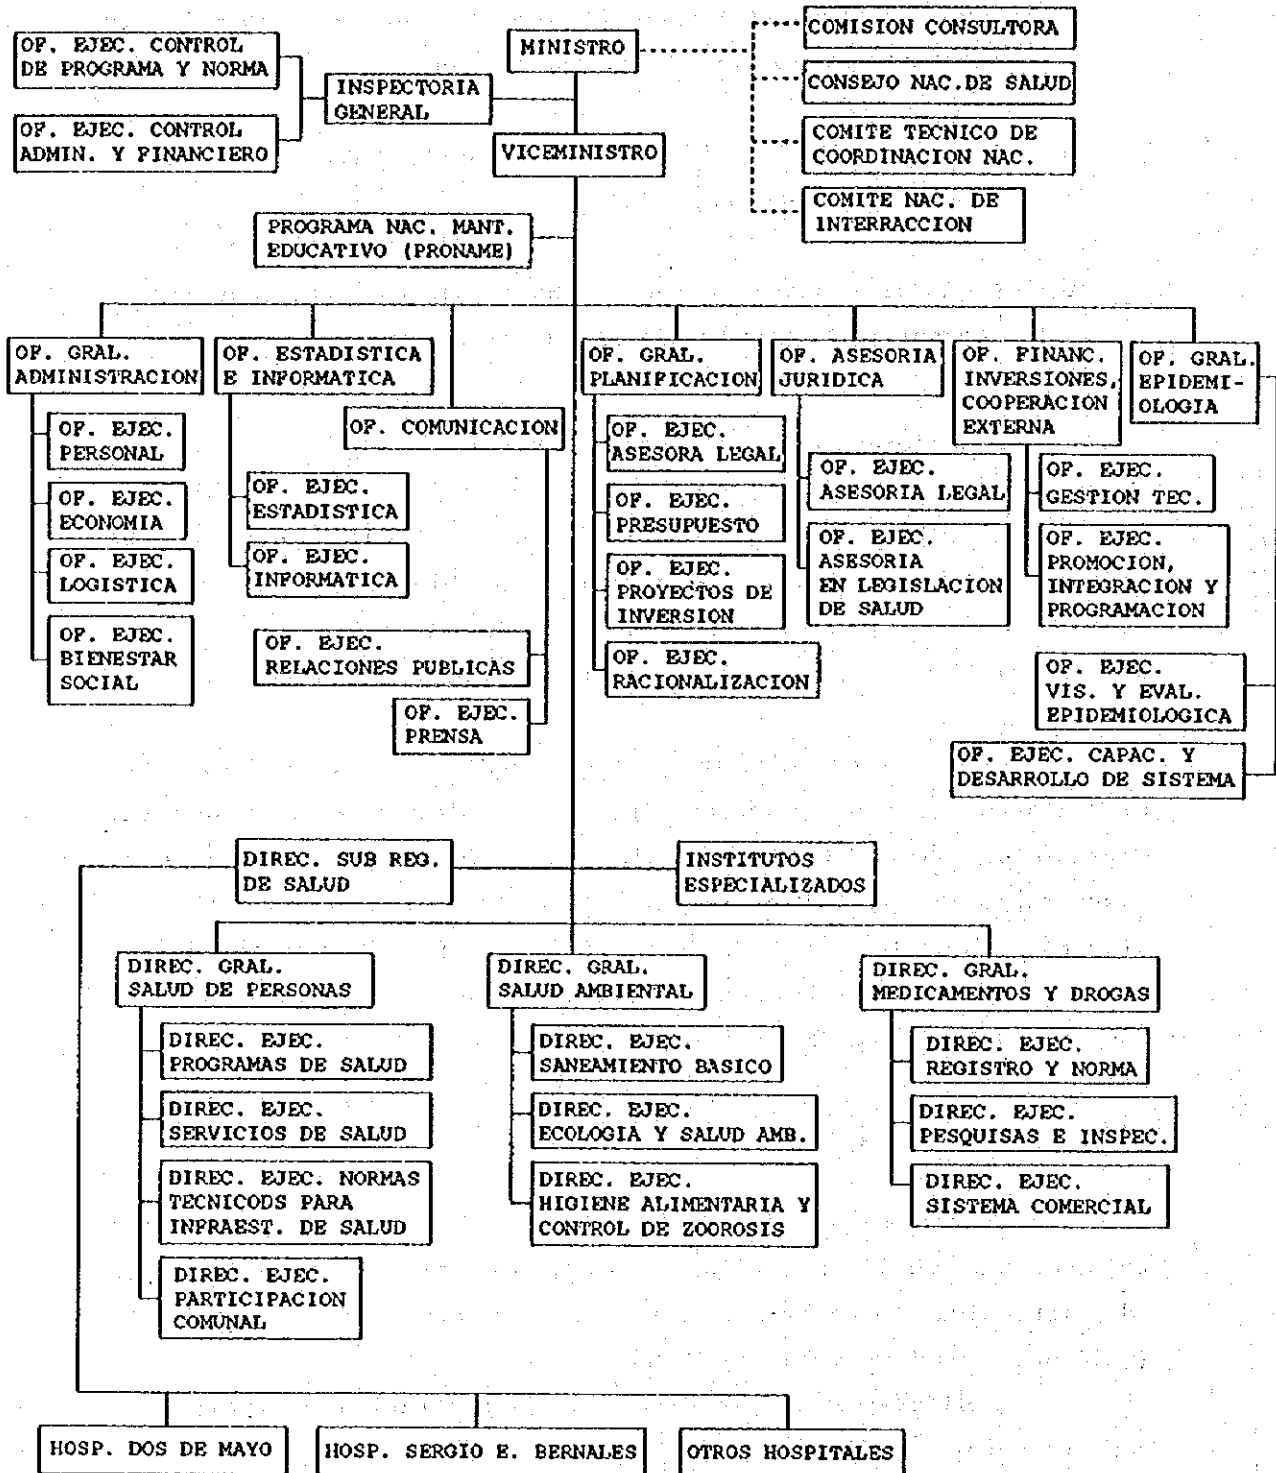 MINISTRO
COMISION CONSULTORA
CONSEJO NAC.DE SALUD
COMITE TECNICO DE
COORDINACION NAC.
COMITE NAC. DE
INTERRACCION
OF. EJEC. CONTROL
DE PROGRAMA Y NORMA
OF. EJEC. CONTROL
ADMIN. Y FINANCIERO
INSPECTORIA
GENERAL
VICEMINISTRO
PROGRAMA NAC. MANT.
EDUCATIVO (PRONAME)
OF. GRAL.
ADMINISTRACION
OF. EJEC.
PERSONAL
OF. EJEC.
ECONOMIA
OF. EJEC.
LOGISTICA
OF. EJEC.
BIENESTAR
SOCIAL
OF. ESTADISTICA
E INFORMATICA
OF. EJEC.
ESTADISTICA
OF. EJEC.
INFORMATICA
OF. COMUNICACION
OF. EJEC.
RELACIONES PUBLICAS
OF. EJEC.
PRENSA
OF. GRAL.
PLANIFICACION
OF. EJEC.
ASESORA LEGAL
OF. EJEC.
PRESUPUESTO
OF. EJEC.
PROYECTOS DE
INVERSION
OF. EJEC.
RACIONALIZACION
OF. ASESORIA
JURIDICA
OF. EJEC.
ASESORIA LEGAL
OF. EJEC.
ASESORIA
EN LEGISLACION
DE SALUD
OF. FINANC.
INVERSIONES,
COOPERACION
EXTERNA
OF. EJEC.
GESTION TEC.
OF. EJEC.
PROMOCION,
INTEGRACION Y
PROGRAMACION
OF. GRAL.
EPIDEMI-
OLOGIA
OF. EJEC.
VIS. Y EVAL.
EPIDEMIOLOGICA
OF. EJEC. CAPAC. Y
DESARROLLO DE SISTEMA
DIREC. SUB REG.
DE SALUD
INSTITUTOS
ESPECIALIZADOS
DIREC. GRAL.
SALUD DE PERSONAS
DIREC. EJEC.
PROGRAMAS DE SALUD
DIREC. EJEC.
SERVICIOS DE SALUD
DIREC. EJEC. NORMAS
TECNICODS PARA
INFRAEST. DE SALUD
DIREC. EJEC.
PARTICIPACION
COMUNAL
DIREC. GRAL.
SALUD AMBIENTAL
DIREC. EJEC.
SANEAMIENTO BASICO
DIREC. EJEC.
ECOLOGIA Y SALUD AMB.
DIREC. EJEC.
HIGIENE ALIMENTARIA Y
CONTROL DE ZOOROSIS
DIREC. GRAL.
MEDICAMENTOS Y DROGAS
DIREC. EJEC.
REGISTRO Y NORMA
DIREC. EJEC.
PESQUISAS E INSPEC.
DIREC. EJEC.
SISTEMA COMERCIAL
HOSP. DOS DE MAYO
HOSP. SERGIO E. BERNALES
OTROS HOSPITALES